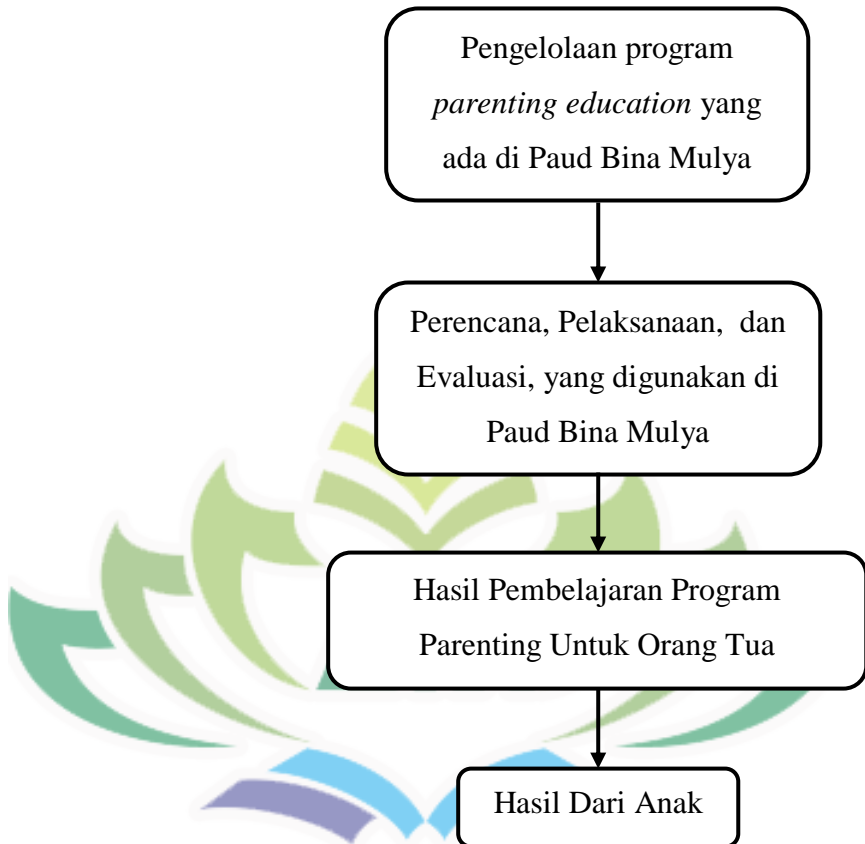 Pengelolaan program
parenting education yang
ada di Paud Bina Mulya
Perencana, Pelaksanaan, dan
Evaluasi, yang digunakan di
Paud Bina Mulya
Hasil Pembelajaran Program
Parenting Untuk Orang Tua
Hasil Dari Anak